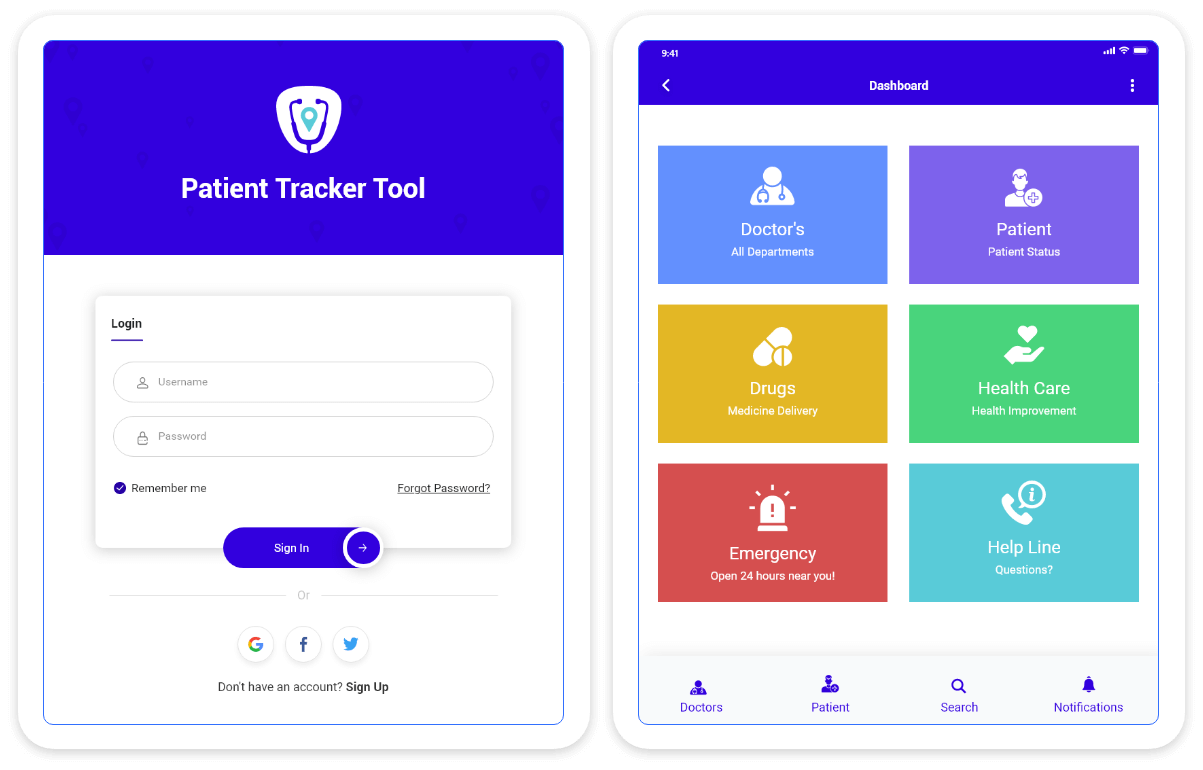 Patient Tracker Tool
Login
Username
Password
Remember me
Forgot Password?
Sign In
Or
Don't have an account? Sign Up
9:41
Dashboard
Doctor's
All Departments
Patient
Patient Status
Drugs
Medicine Delivery
Health Care
Health Improvement
Emergency
Open 24 hours near you!
Help Line
Questions?
Doctors
Patient
Search
Notifications